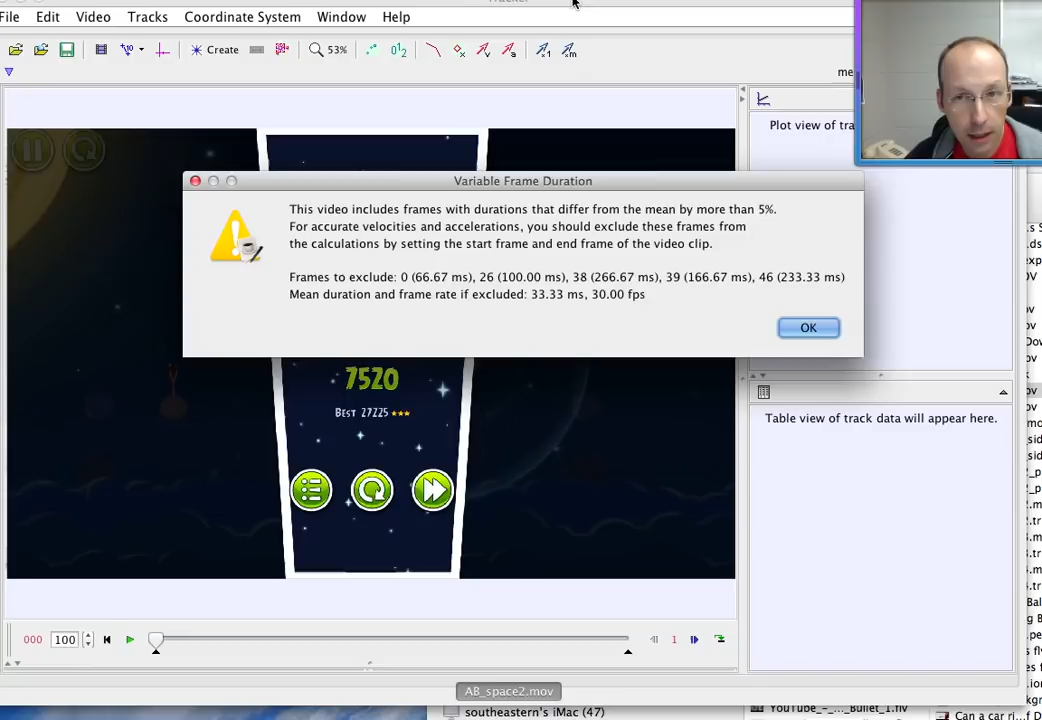 Tracker
File Edit Video Tracks Coordinate System Window Help
Create 53%
me
Plot view of tra
Variable Frame Duration
This video includes frames with durations that differ from the mean by more than 5%.
For accurate velocities and accelerations, you should exclude these frames from
the calculations by setting the start frame and end frame of the video clip.
Frames to exclude: 0 (66.67 ms), 26 (100.00 ms), 38 (266.67 ms), 39 (166.67 ms), 46 (233.33 ms)
Mean duration and frame rate if excluded: 33.33 ms, 30.00 fps
OK
7520
Best 27225
Table view of track data will appear here.
000 100 1
AB_space2.mov
southeastern's iMac (47)
YouTube_-_..._Bullet_1.flv
Can a car ri